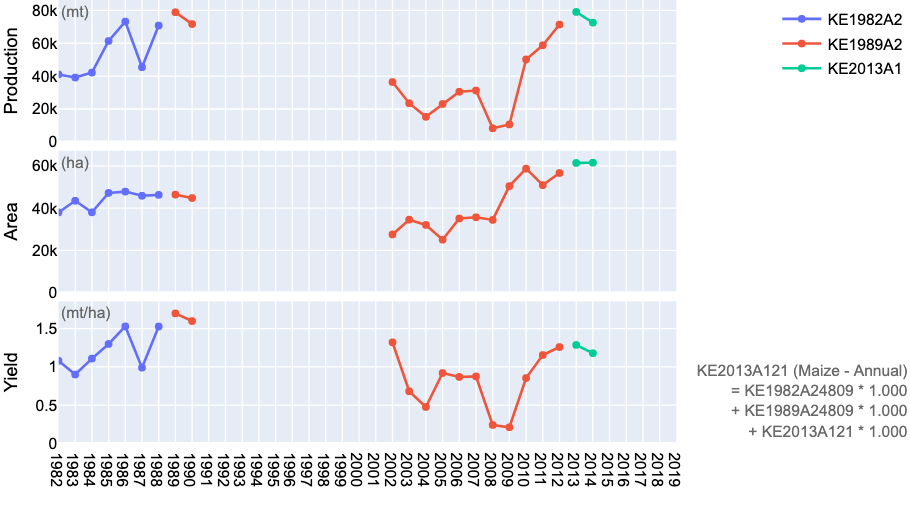 Production
80k
60k
40k
20k
0
(mt)
Area
60k
40k
20k
0
(ha)
Yield
1.5
1
0.5
0
(mt/ha)
1982
1983
1984
1985
1986
1987
1988
1989
1990
1991
1992
1993
1994
1995
1996
1997
1998
1999
2000
2001
2002
2003
2004
2005
2006
2007
2008
2009
2010
2011
2012
2013
2014
2015
2016
2017
2018
2019
KE1982A2
KE1989A2
KE2013A1
KE2013A121 (Maize - Annual)
= KE1982A24809 * 1.000
+ KE1989A24809 * 1.000
+ KE2013A121 * 1.000